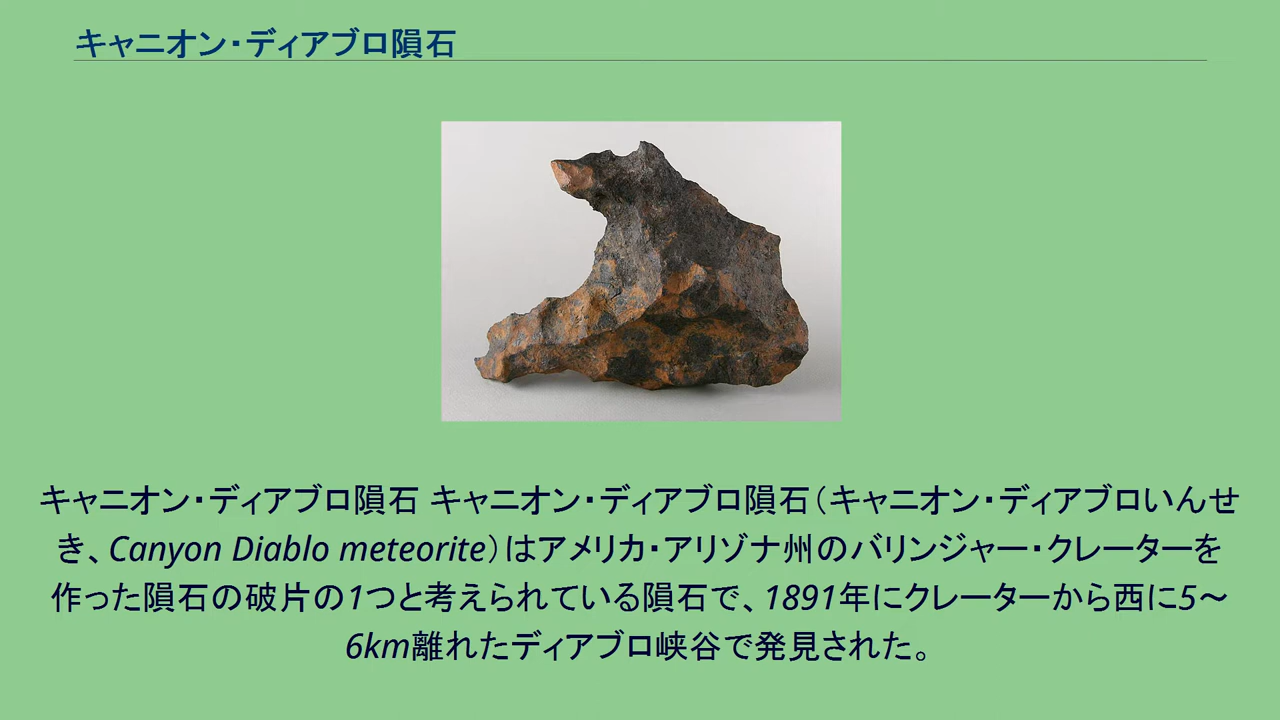 キャニオン・ディアブロ隕石
キャニオン・ディアブロ隕石 キャニオン・ディアブロ隕石（キャニオン・ディアブロいんせ
き、Canyon Diablo meteorite）はアメリカ・アリゾナ州のバリンジャー・クレーターを
作った隕石の破片の1つと考えられている隕石で、1891年にクレーターから西に5～
6km離れたディアブロ峡谷で発見された。